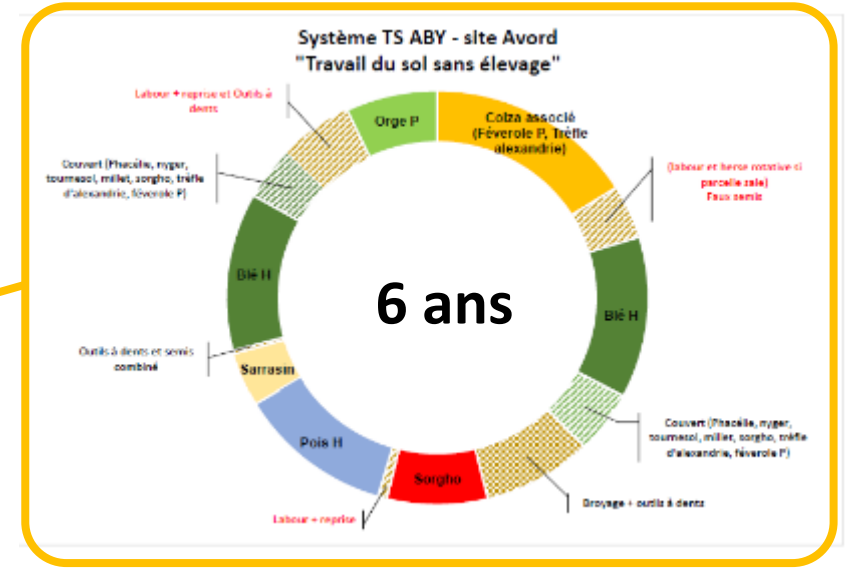 Système TS ABY - site Avord
"Travail du sol sans élevage"
Labour + reprise et Outils à
dents
Orge P
Colza associé
(Féverole P, Trèfle
alexandrie)
Couvert (Phacélie, nyger,
tournesol, millet, sorgho, trèfle
d'alexandrie, féverole P)
(labour et herse rotative si
parcelle sale)
Faux semis
Blé H
6 ans
Blé H
Outils à dents et semis
combiné
Sarrasin
Couvert (Phacélie, nyger,
tournesol, millet, sorgho, trèfle
d'alexandrie, féverole P)
Pois H
Sorgho
Broyage + outils à dents
Labour + reprise